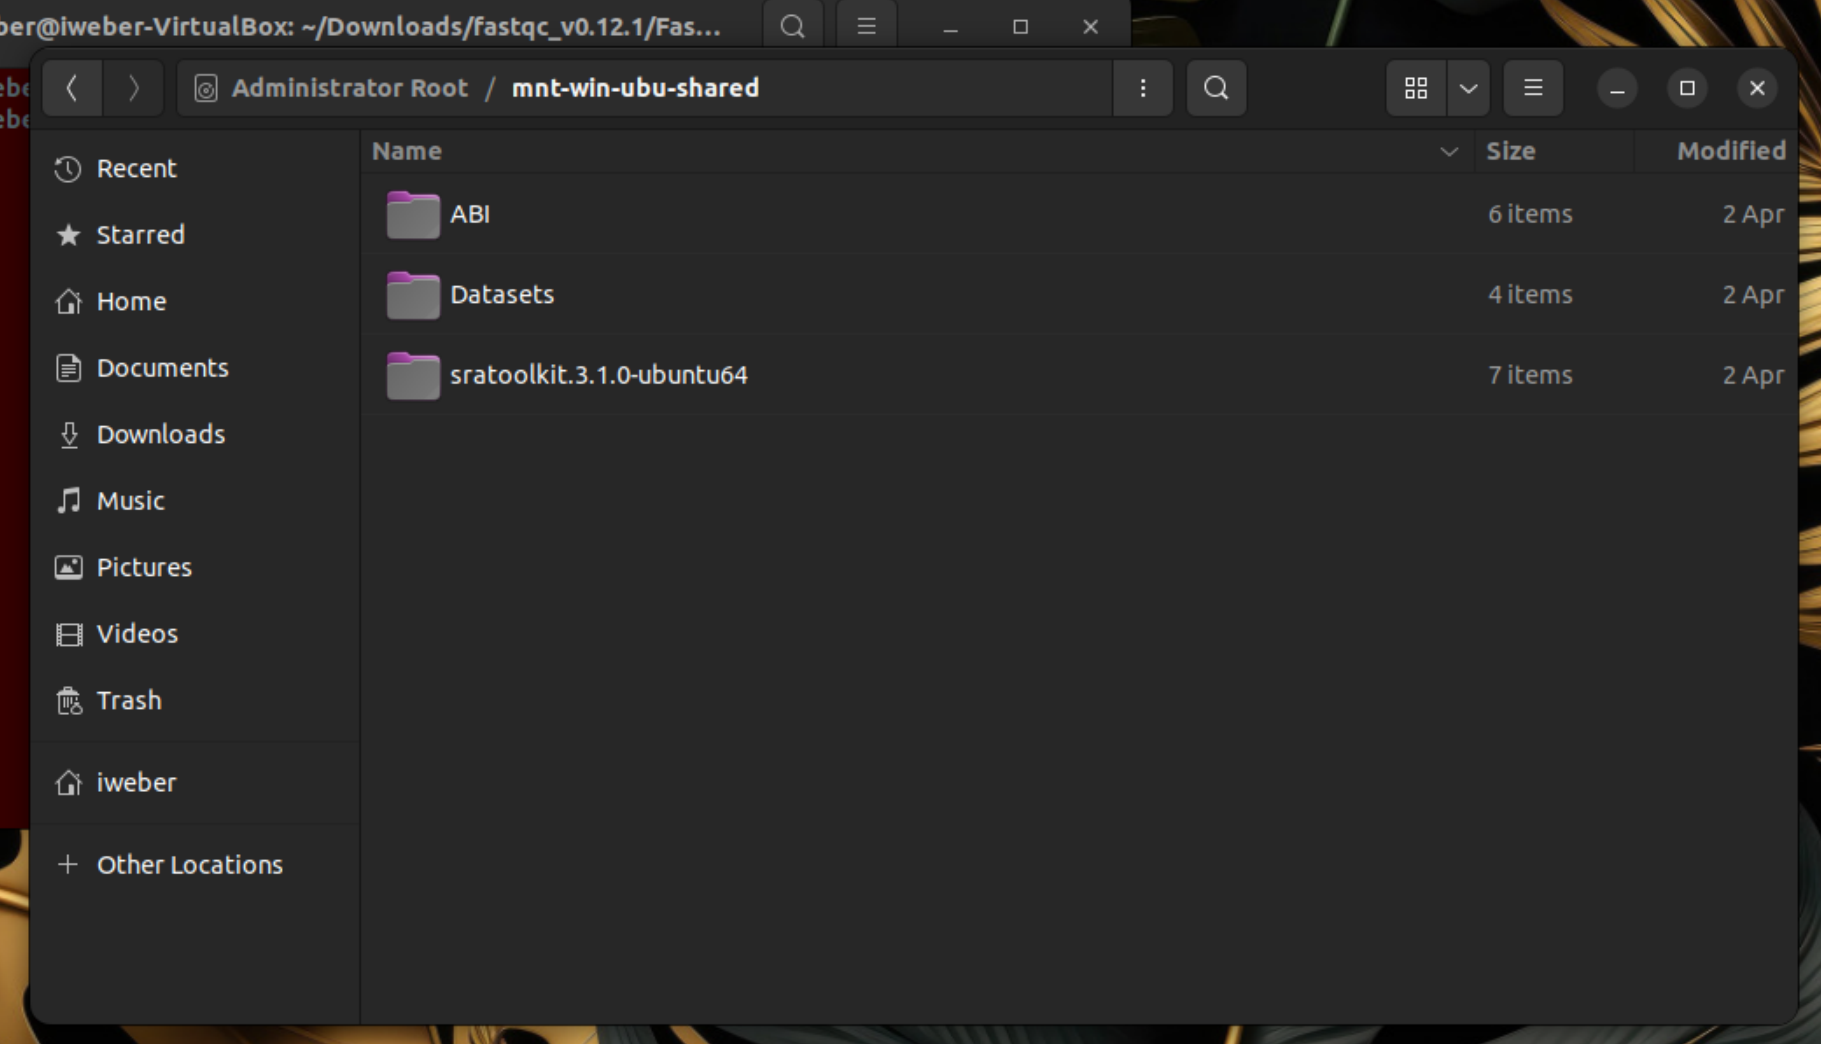 ber@iweber-VirtualBox: ~/Downloads/fastqc_v0.12.1/Fas...
Administrator Root / mnt-win-ubu-shared
Name Size Modified
Recent
Starred
Home
Documents
Downloads
Music
Pictures
Videos
Trash
iweber
+ Other Locations
ABI 6 items 2 Apr
Datasets 4 items 2 Apr
sratoolkit.3.1.0-ubuntu64 7 items 2 Apr